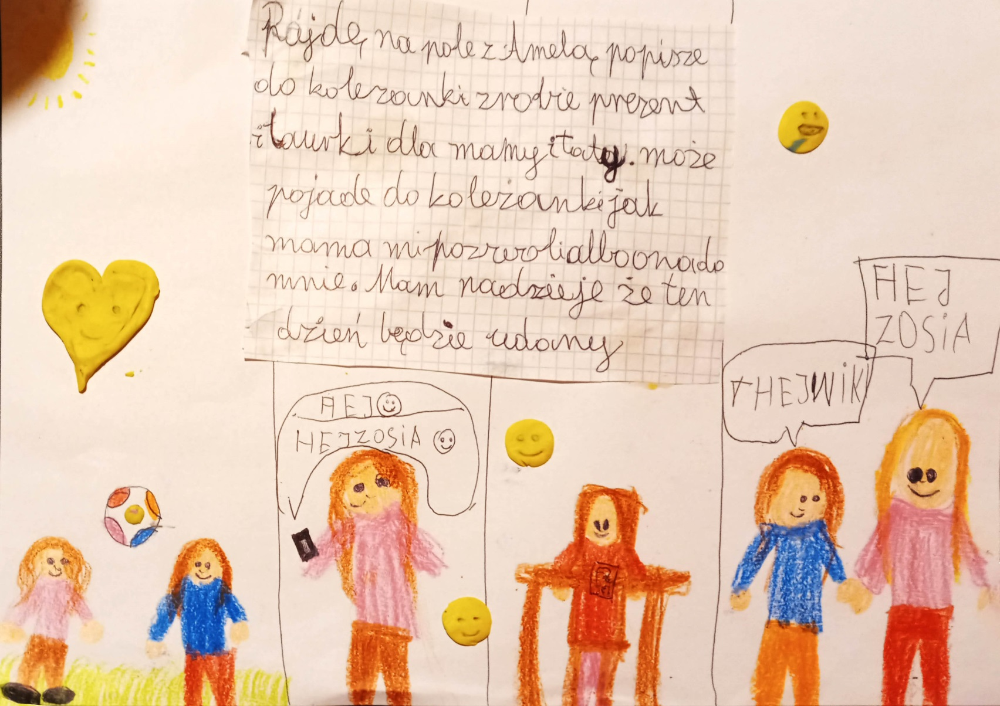 Pójdę na pole z Amelą popisze
do kolezanki zrobie prezent
i laurki dla mamy i taty. może
pojade do koleżanki jak
mama mi pozwoli albo ona do
mnie. Mam nadzieje że ten
dzień będzie udany
HEJ
HEJ ZOSiA
HEJ WiKI
HEJ
ZOSiA